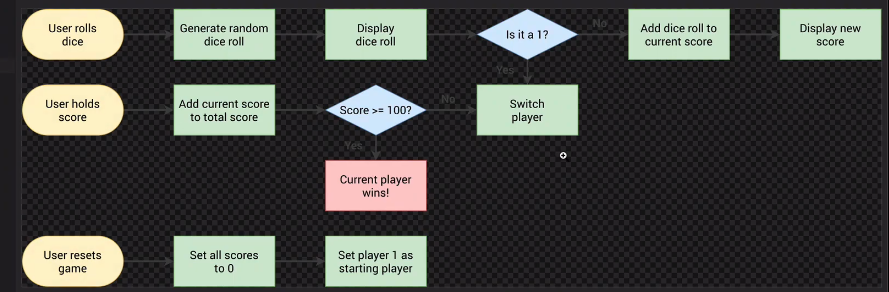 User rolls
dice
Generate random
dice roll
Display
dice roll
Is it a 1?
No
Add dice roll to
current score
Display new
score
Yes
User holds
score
Add current score
to total score
Score >= 100?
No
Switch
player
Yes
Current player
wins!
User resets
game
Set all scores
to 0
Set player 1 as
starting player